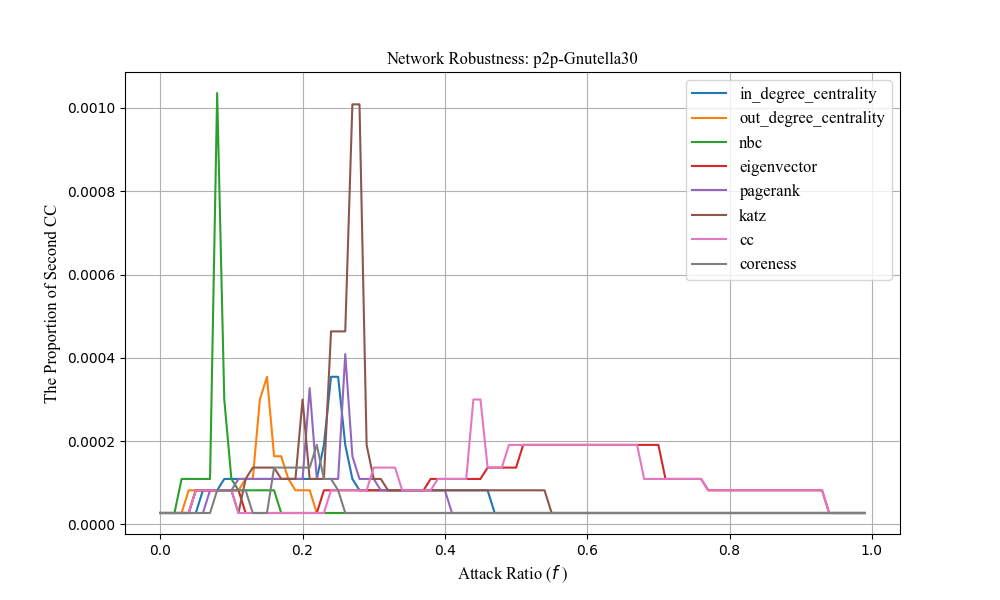 Network Robustness: p2p-Gnutella30
The Proportion of Second CC
0.0010
0.0008
0.0006
0.0004
0.0002
0.0000
in_degree_centrality
out_degree_centrality
nbc
eigenvector
pagerank
katz
cc
coreness
0.0 0.2 0.4 0.6 0.8 1.0
Attack Ratio (f)